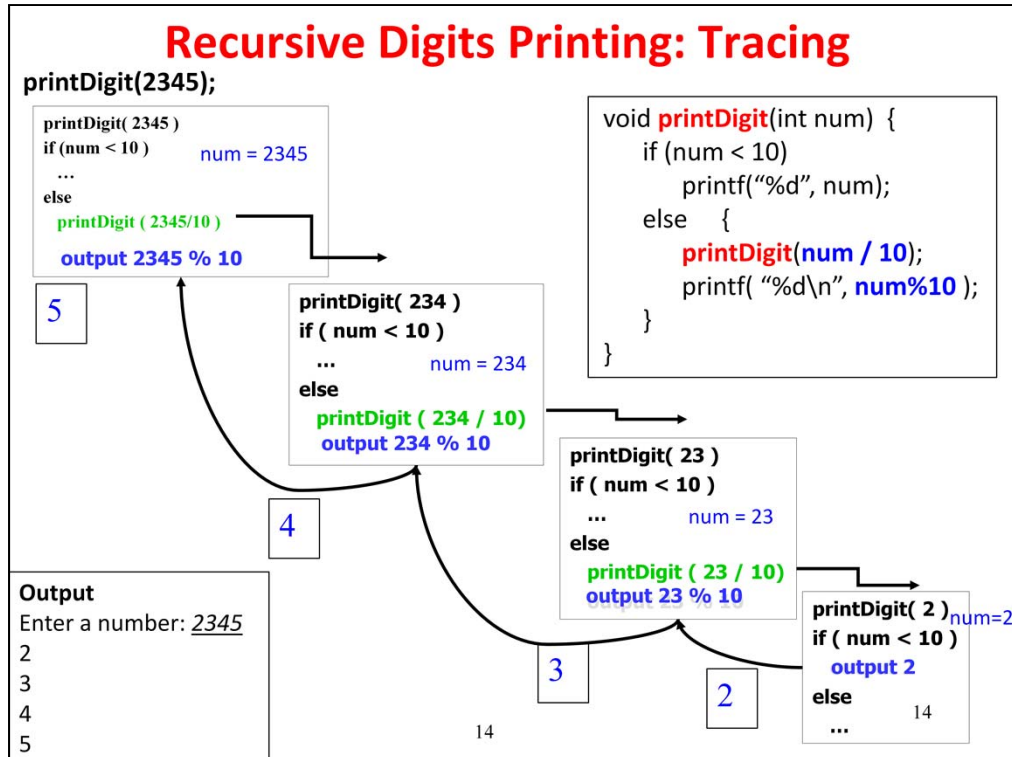 Recursive Digits Printing: Tracing
printDigit(2345);
printDigit( 2345 )
if (num < 10 )
num = 2345
...
else
printDigit ( 2345/10 )
output 2345 % 10
5
void printDigit(int num) {
if (num < 10)
printf(“%d”, num);
else {
printDigit(num / 10);
printf( “%d\n”, num%10 );
}
}
printDigit( 234 )
if ( num < 10 )
...
num = 234
else
printDigit ( 234 / 10)
output 234 % 10
4
printDigit( 23 )
if ( num < 10 )
...
num = 23
else
printDigit ( 23 / 10)
output 23 % 10
3
printDigit( 2 )
num=2
if ( num < 10 )
output 2
else
...
2
Output
Enter a number: 2345
2
3
4
5
14
14